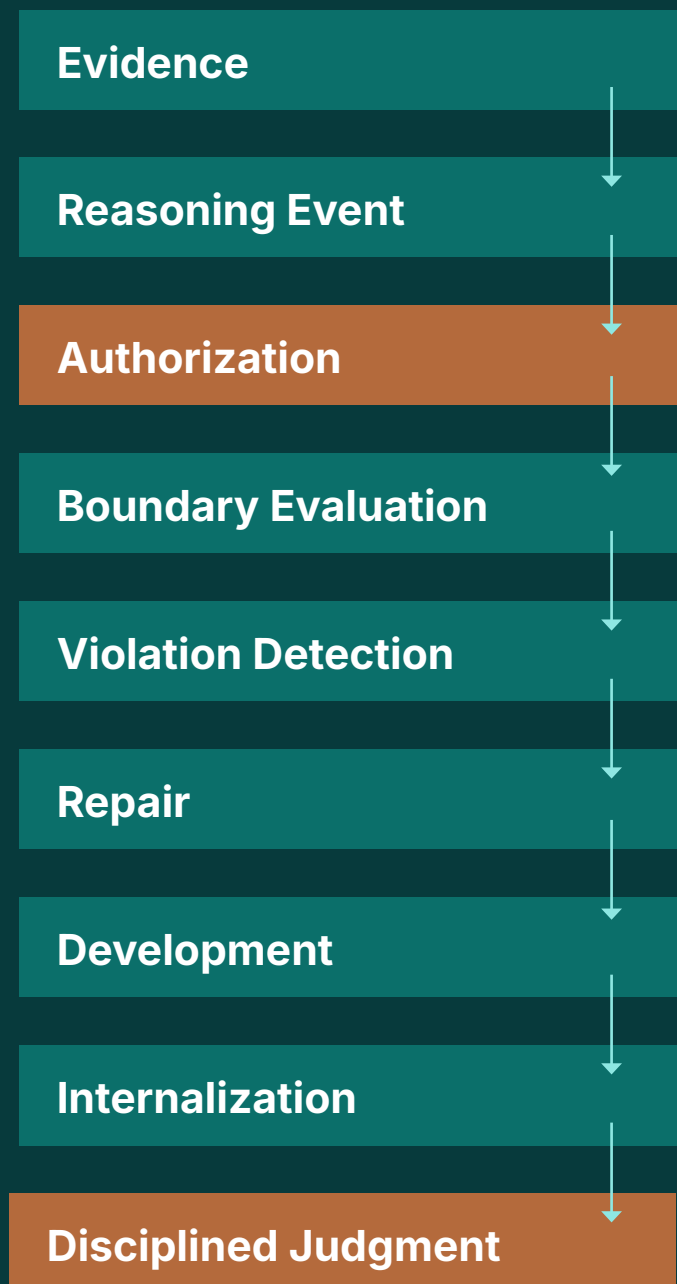 Evidence
Reasoning Event
Authorization
Boundary Evaluation
Violation Detection
Repair
Development
Internalization
Disciplined Judgment